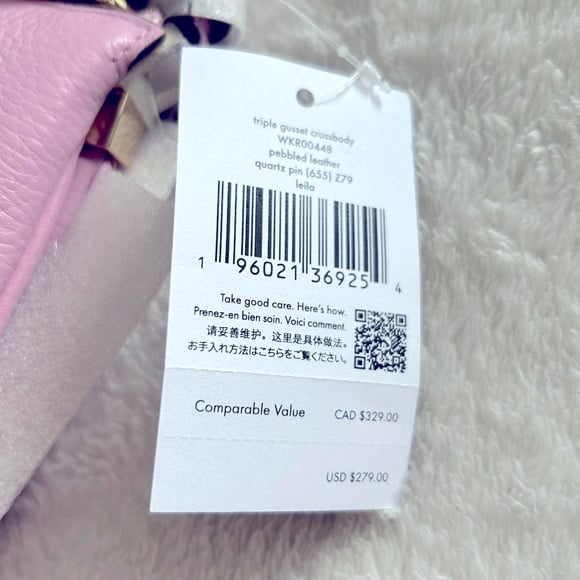 triple gusset crossbody
WKR00448
pebbled leather
quartz pin (655) Z79
leila
1 96021 36925 4
Take good care. Here's how.
Prenez-en bien soin. Voici comment.
请妥善维护。这里是具体做法。
お手入れ方法はこちらをご覧ください。
Comparable Value CAD $329.00
USD $279.00